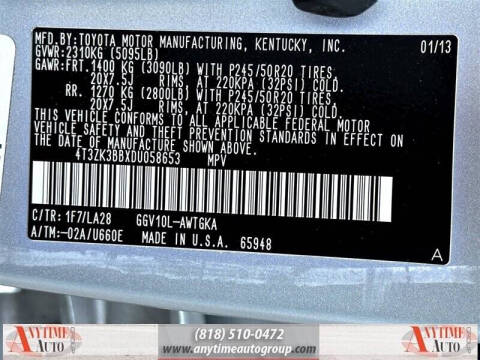 MFD.BY:TOYOTA MOTOR MANUFACTURING, KENTUCKY, INC. 01/13
GVWR:2310KG (5095LB)
GAWR:FRT.1400 KG (3090LB) WITH P245/50R20 TIRES,
20X7.5J RIMS, AT 220KPA (32PSI) COLD.
RR. 1270 KG (2800LB) WITH P245/50R20 TIRES,
20X7.5J RIMS, AT 220KPA (32PSI) COLD.
THIS VEHICLE CONFORMS TO ALL APPLICABLE FEDERAL MOTOR
VEHICLE SAFETY AND THEFT PREVENTION STANDARDS IN EFFECT
ON THE DATE OF MANUFACTURE SHOWN ABOVE.
4T3ZK3BBXDU058653 MPV
C/TR: 1F7/LA28 GGV10L-AWTGKA
A/TM:-02A/U660E MADE IN U.S.A. 65948 A
ANYTIME AUTO (818) 510-0472 ANYTIME AUTO
www.anytimeautogroup.com